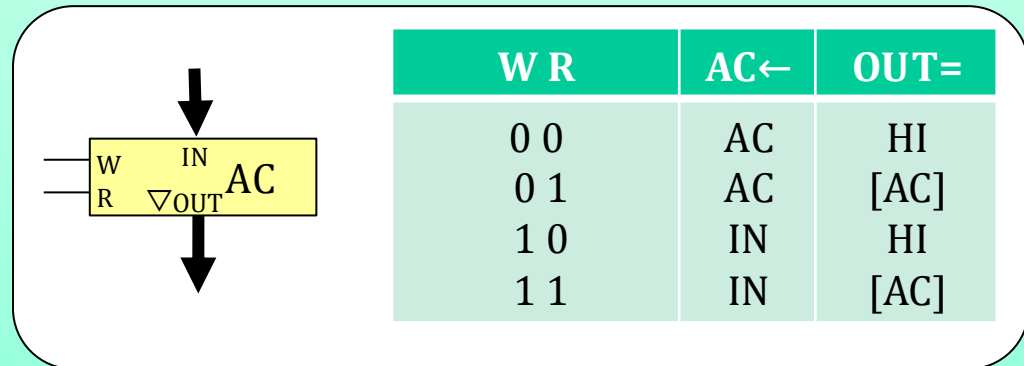 W
R
IN
▽OUT
AC
W R AC← OUT=
0 0 AC HI
0 1 AC [AC]
1 0 IN HI
1 1 IN [AC]